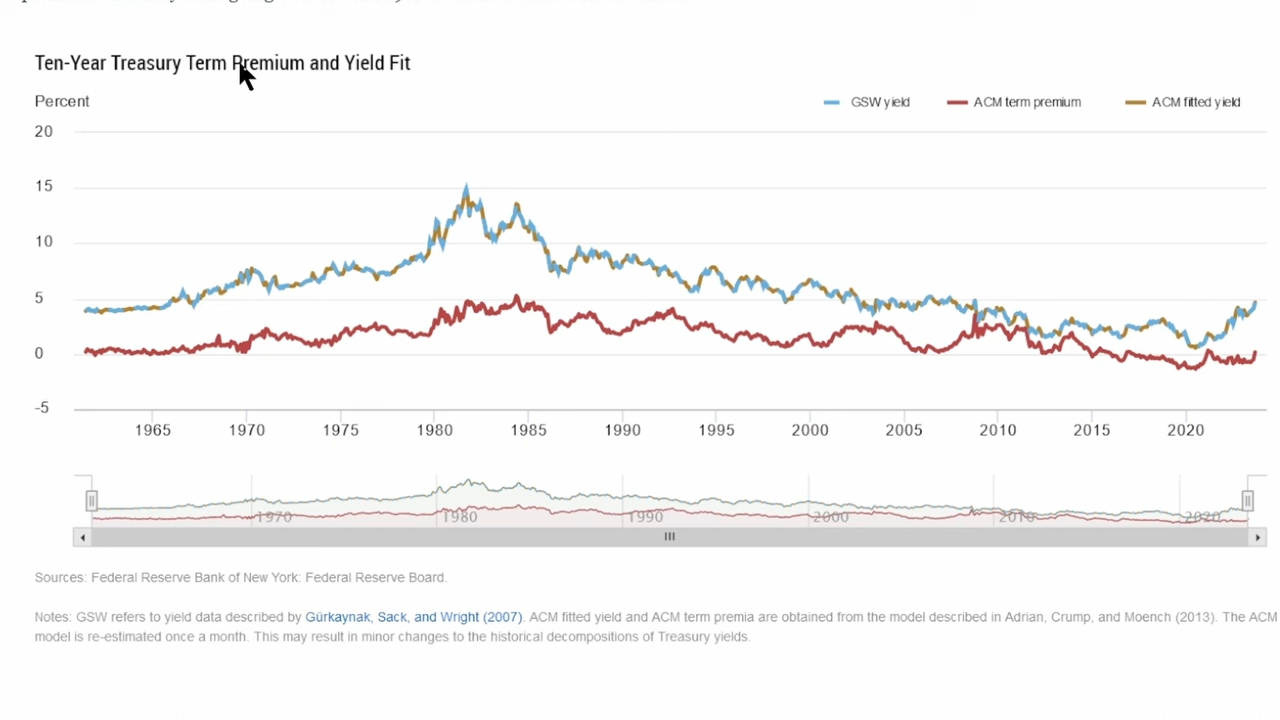 Ten-Year Treasury Term Premium and Yield Fit
Percent
GSW yield ACM term premium ACM fitted yield
20
15
10
5
0
-5
1965 1970 1975 1980 1985 1990 1995 2000 2005 2010 2015 2020
1970 1980 1990 2000 2010 2020
Sources: Federal Reserve Bank of New York: Federal Reserve Board.
Notes: GSW refers to yield data described by Gürkaynak, Sack, and Wright (2007). ACM fitted yield and ACM term premia are obtained from the model described in Adrian, Crump, and Moench (2013). The ACM
model is re-estimated once a month. This may result in minor changes to the historical decompositions of Treasury yields.